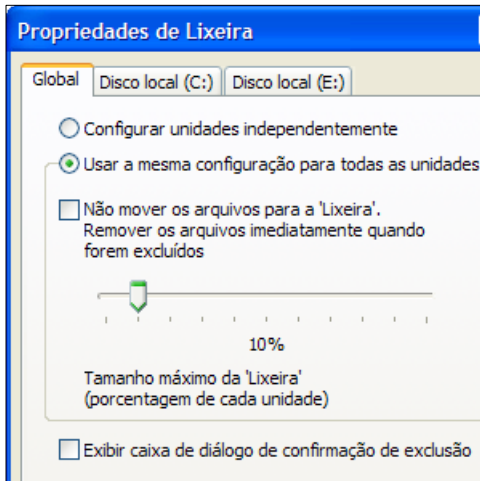 Propriedades de Lixeira
Global
Disco local (C:)
Disco local (E:)
Configurar unidades independentemente
Usar a mesma configuração para todas as unidades
Não mover os arquivos para a 'Lixeira'.
Remover os arquivos imediatamente quando
forem excluídos
10%
Tamanho máximo da 'Lixeira'
(porcentagem de cada unidade)
Exibir caixa de diálogo de confirmação de exclusão